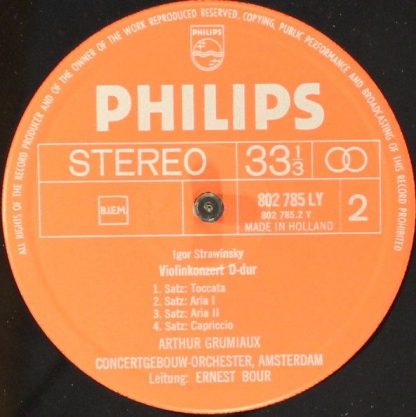 ALL RIGHTS OF THE RECORD PRODUCER AND OF THE OWNER OF THE WORK REPRODUCED RESERVED. COPYING, PUBLIC PERFORMANCE AND BROADCASTING OF THIS RECORD PROHIBITED
PHILIPS
PHILIPS
STEREO 33 1/3
802 785 LY
802 785.2 Y
MADE IN HOLLAND
B.I.E.M.
2
Igor Strawinsky
Violinkonzert D-dur
1. Satz: Toccata
2. Satz: Aria I
3. Satz: Aria II
4. Satz: Capriccio
ARTHUR GRUMIAUX
CONCERTGEBOUW-ORCHESTER, AMSTERDAM
Leitung: ERNEST BOUR